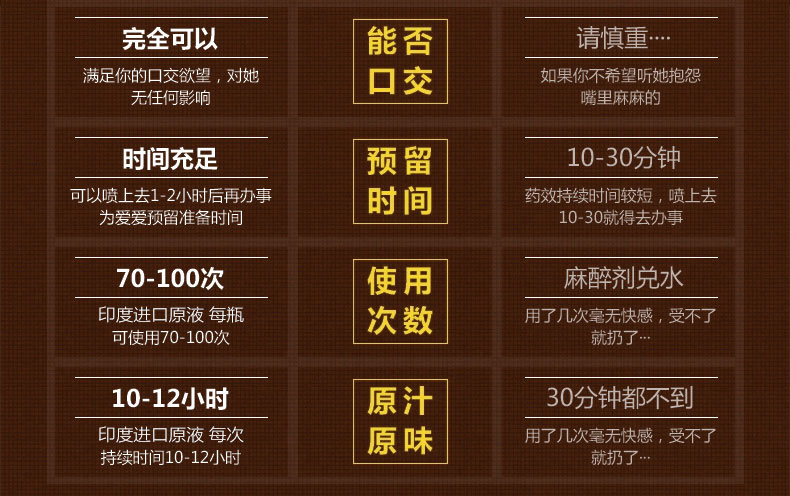 完全可以
满足你的口交欲望，对她
无任何影响
能否
口交
请慎重····
如果你不希望听她抱怨
嘴里麻麻的
时间充足
可以喷上去1-2小时后再办事
为爱爱预留准备时间
预留
时间
10-30分钟
药效持续时间较短，喷上去
10-30就得去办事
70-100次
印度进口原液 每瓶
可使用70-100次
使用
次数
麻醉剂兑水
用了几次毫无快感，受不了
就扔了···
10-12小时
印度进口原液 每次
持续时间10-12小时
原汁
原味
30分钟都不到
用了几次毫无快感，受不了
就扔了···